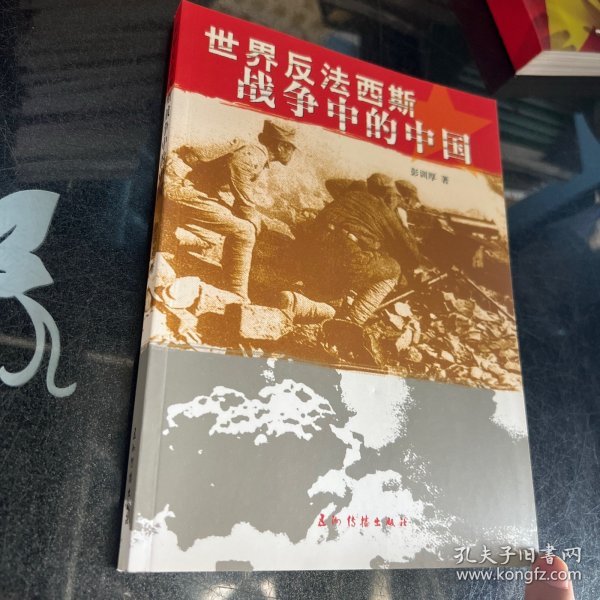 世界反法西斯
战争中的中国
彭训厚 著
五洲传播出版社
孔夫子旧书网
www.kongfz.com